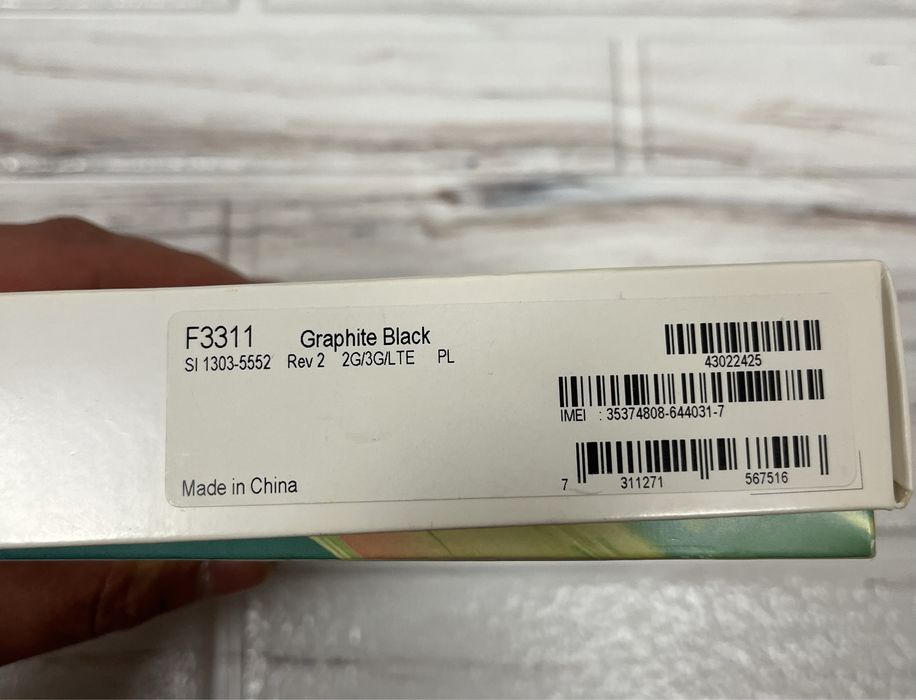 F3311 Graphite Black
SI 1303-5552 Rev 2 2G/3G/LTE PL
43022425
IMEI : 35374808-644031-7
7 311271 567516
Made in China